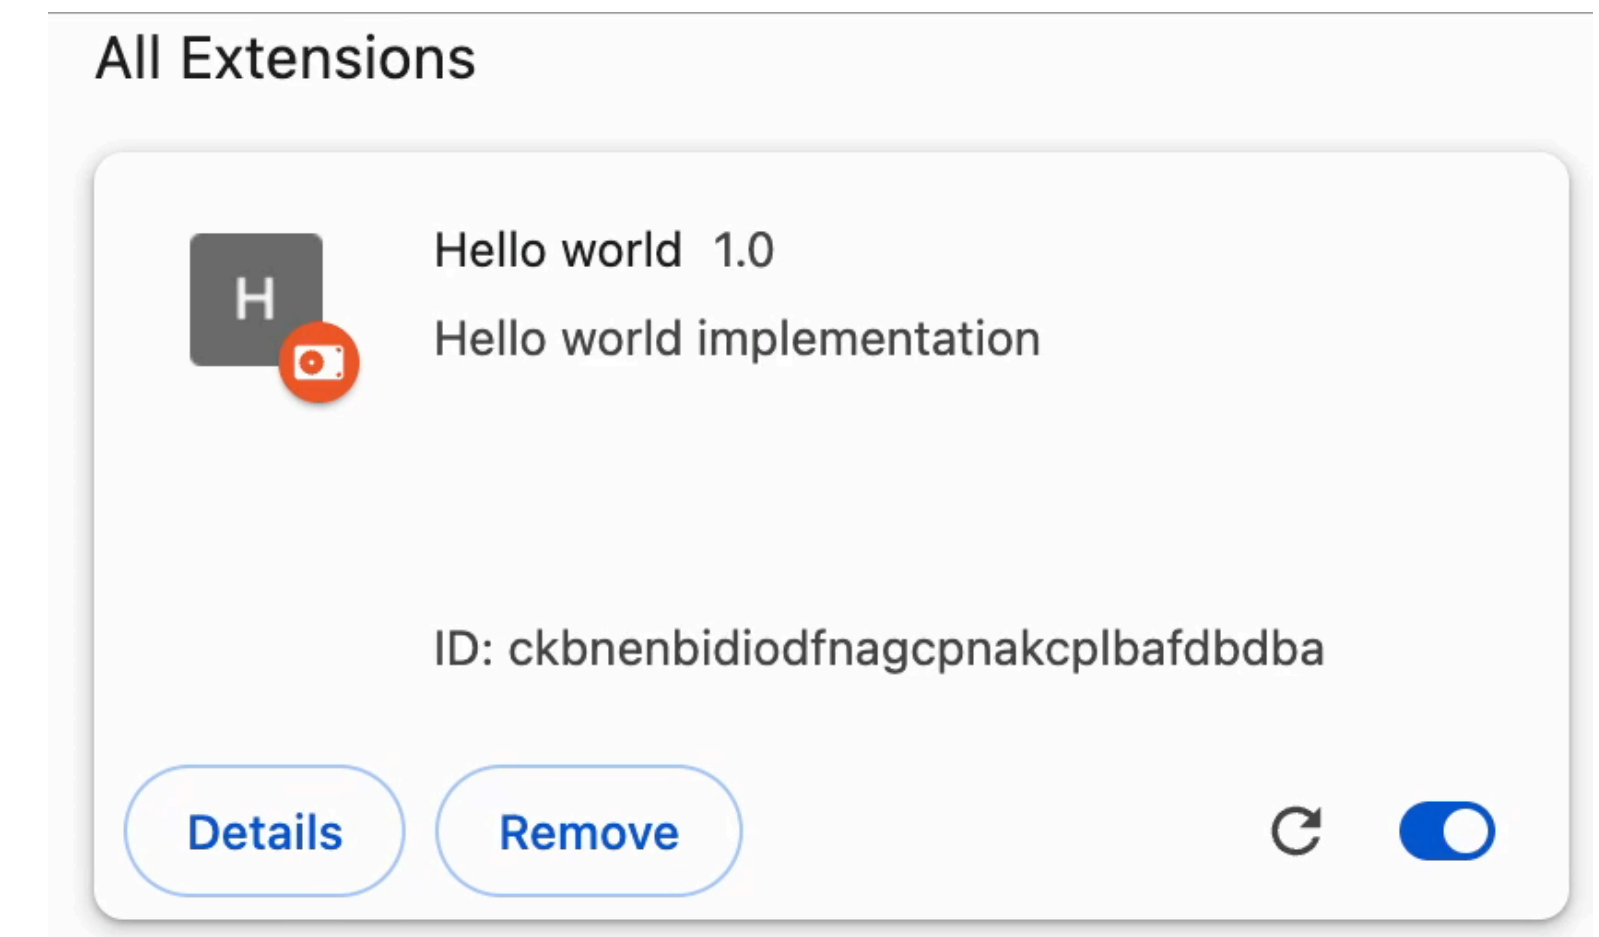 All Extensions
H
Hello world 1.0
Hello world implementation
ID: ckbnenbidiodfnagcpnakcplbafdbdba
Details Remove